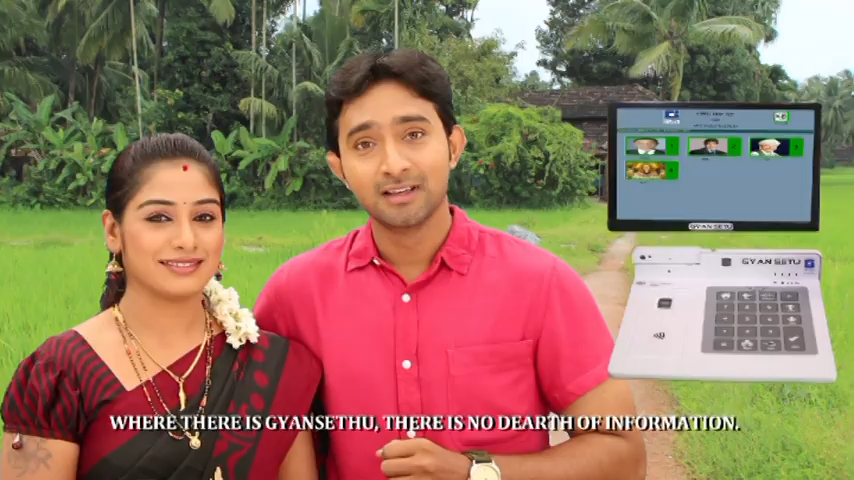 GYAN SETU
GYAN SETU
WHERE THERE IS GYANSETHU, THERE IS NO DEARTH OF INFORMATION.